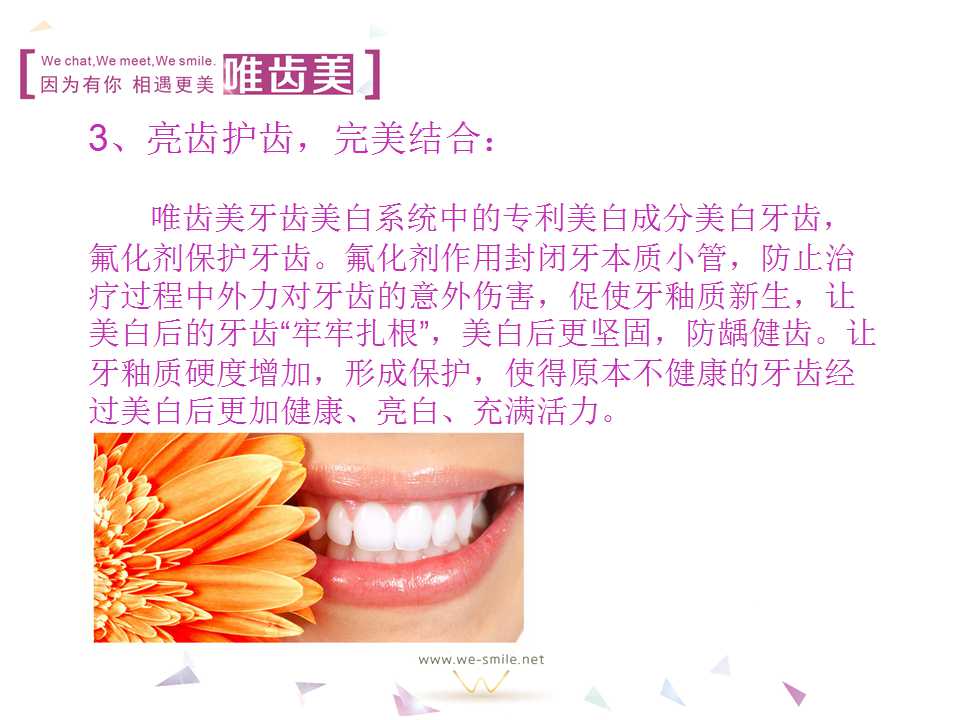 We chat,We meet,We smile.
因为有你 相遇更美
唯齿美
3、亮齿护齿，完美结合：
唯齿美牙齿美白系统中的专利美白成分美白牙齿，
氟化剂保护牙齿。氟化剂作用封闭牙本质小管，防止治
疗过程中外力对牙齿的意外伤害，促使牙釉质新生，让
美白后的牙齿“牢牢扎根”，美白后更坚固，防龋健齿。让
牙釉质硬度增加，形成保护，使得原本不健康的牙齿经
过美白后更加健康、亮白、充满活力。
www.we-smile.net